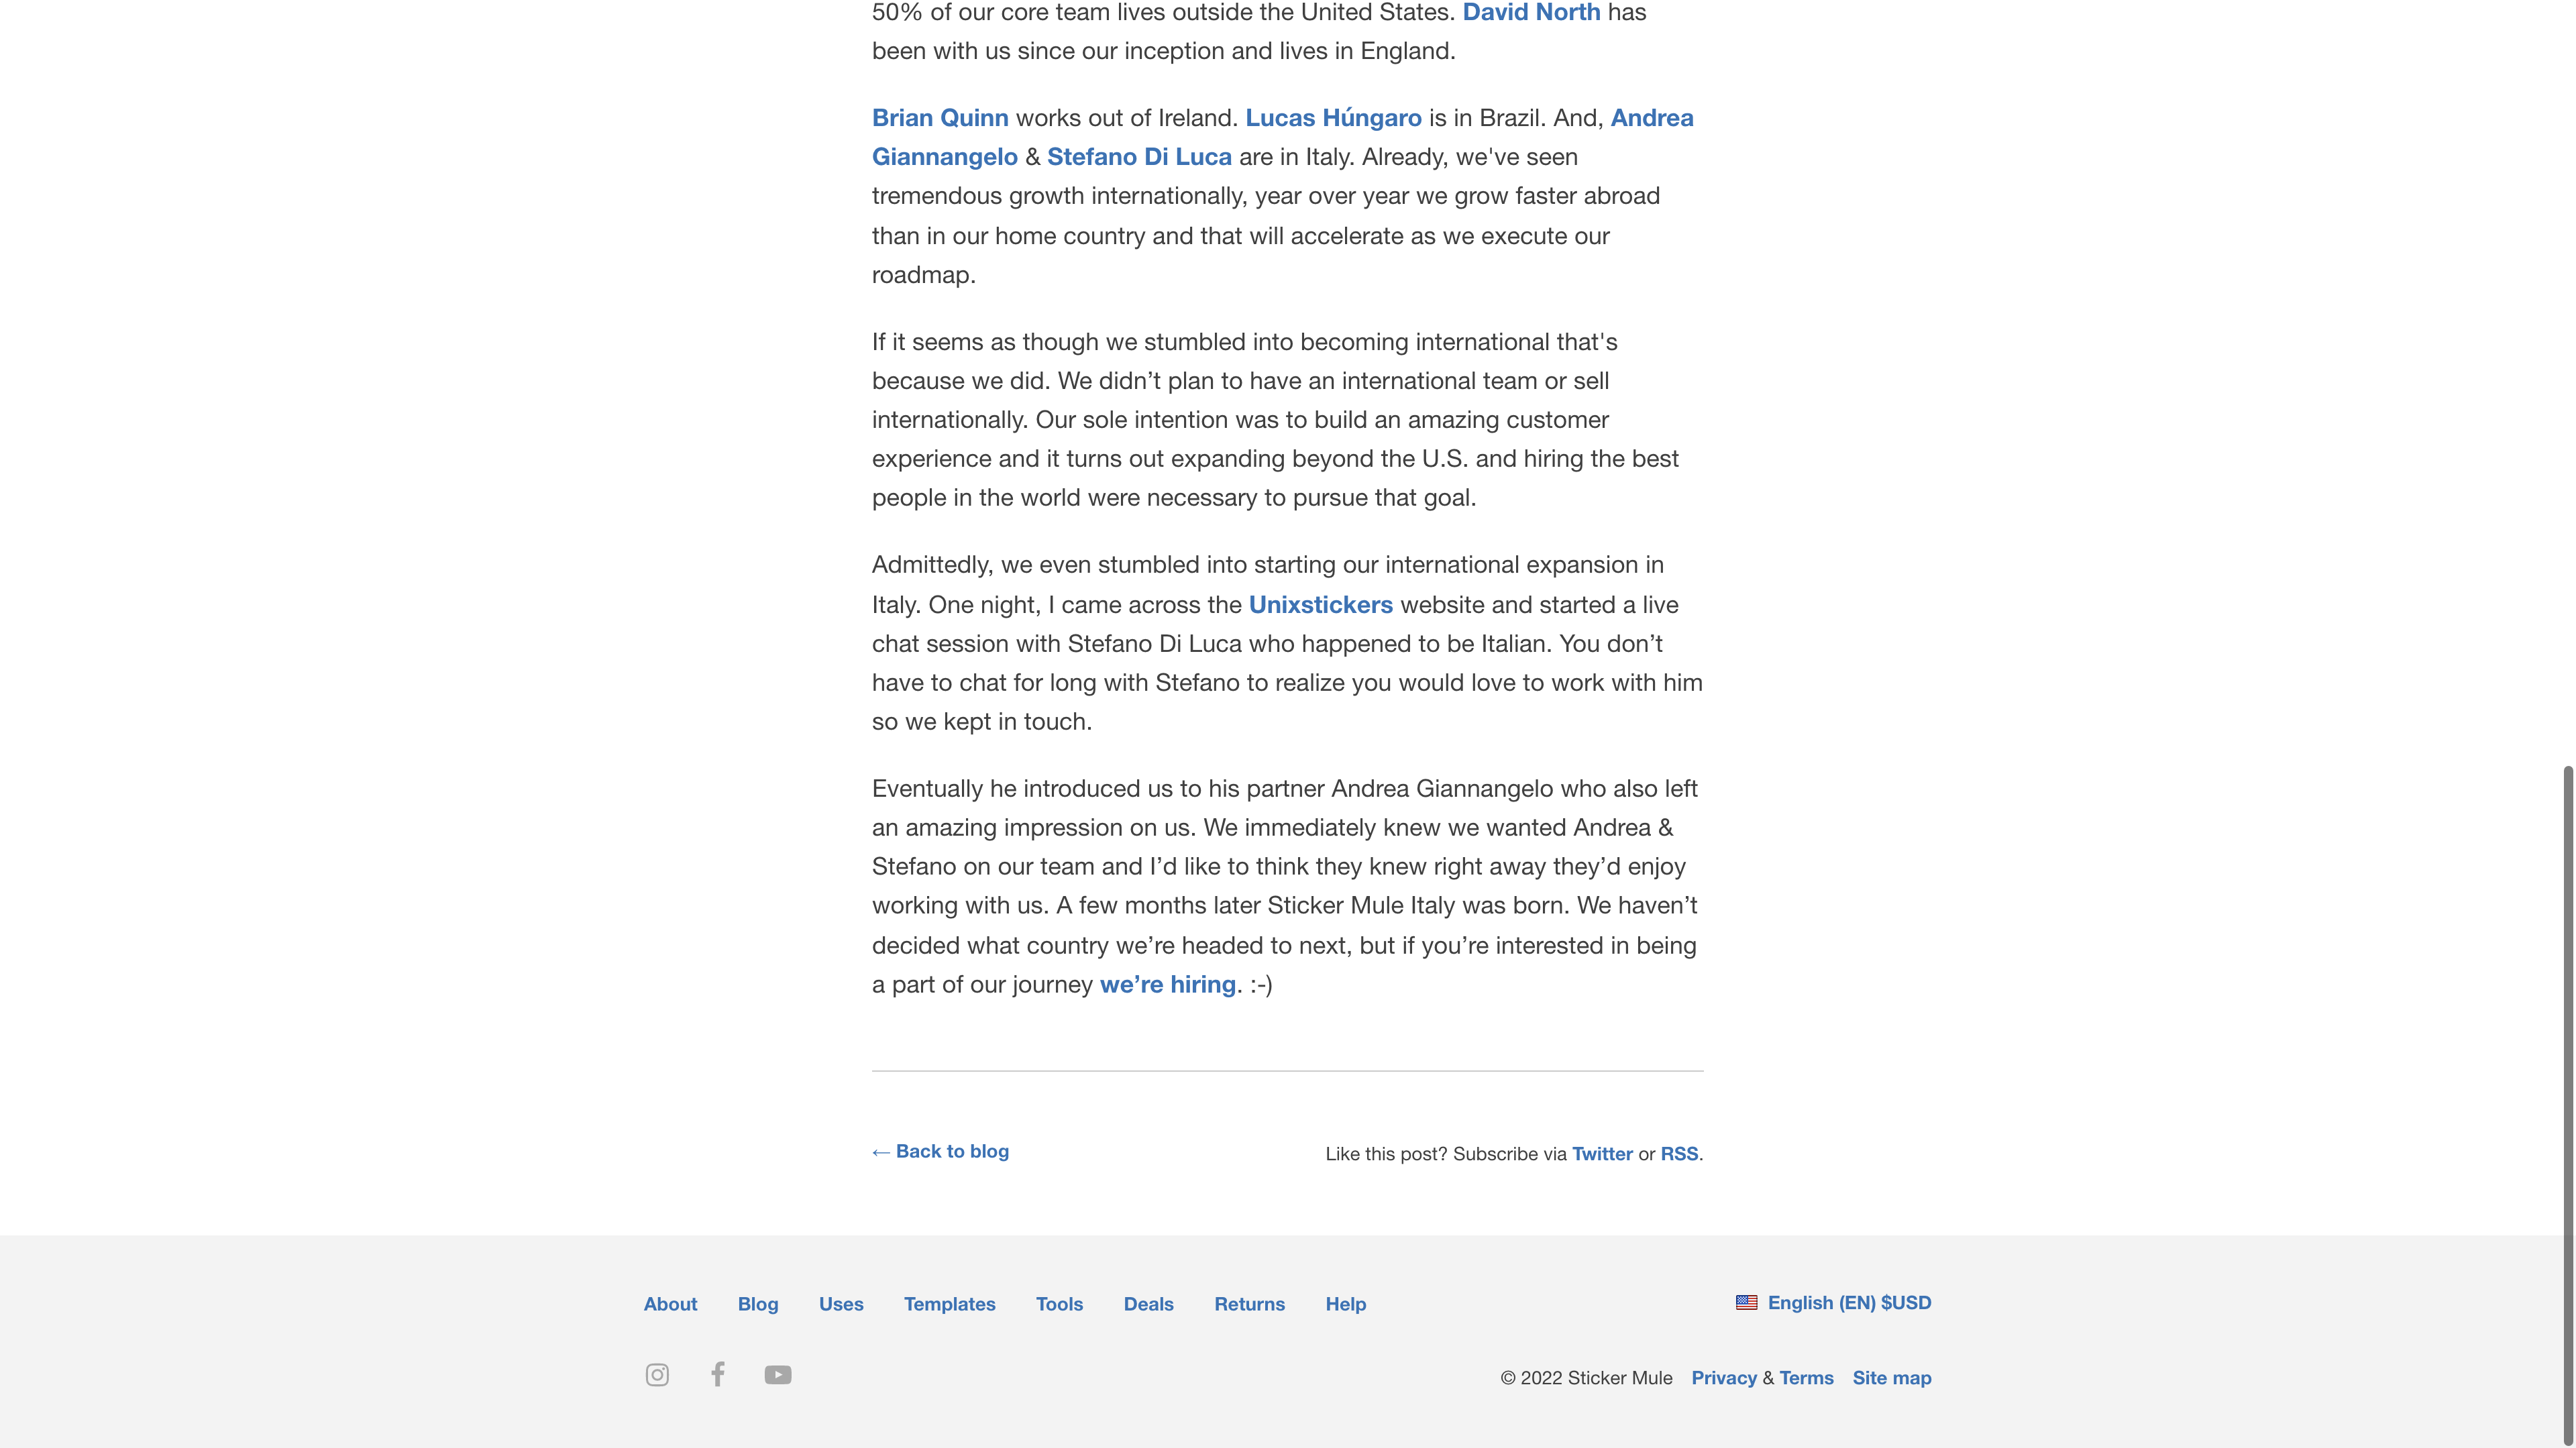 50% of our core team lives outside the United States. David North has
been with us since our inception and lives in England.
Brian Quinn works out of Ireland. Lucas Húngaro is in Brazil. And, Andrea
Giannangelo & Stefano Di Luca are in Italy. Already, we've seen
tremendous growth internationally, year over year we grow faster abroad
than in our home country and that will accelerate as we execute our
roadmap.
If it seems as though we stumbled into becoming international that's
because we did. We didn’t plan to have an international team or sell
internationally. Our sole intention was to build an amazing customer
experience and it turns out expanding beyond the U.S. and hiring the best
people in the world were necessary to pursue that goal.
Admittedly, we even stumbled into starting our international expansion in
Italy. One night, I came across the Unixstickers website and started a live
chat session with Stefano Di Luca who happened to be Italian. You don’t
have to chat for long with Stefano to realize you would love to work with him
so we kept in touch.
Eventually he introduced us to his partner Andrea Giannangelo who also left
an amazing impression on us. We immediately knew we wanted Andrea &
Stefano on our team and I’d like to think they knew right away they’d enjoy
working with us. A few months later Sticker Mule Italy was born. We haven’t
decided what country we’re headed to next, but if you’re interested in being
a part of our journey we’re hiring. :-)
← Back to blog
Like this post? Subscribe via Twitter or RSS.
About Blog Uses Templates Tools Deals Returns Help
English (EN) $USD
© 2022 Sticker Mule Privacy & Terms Site map